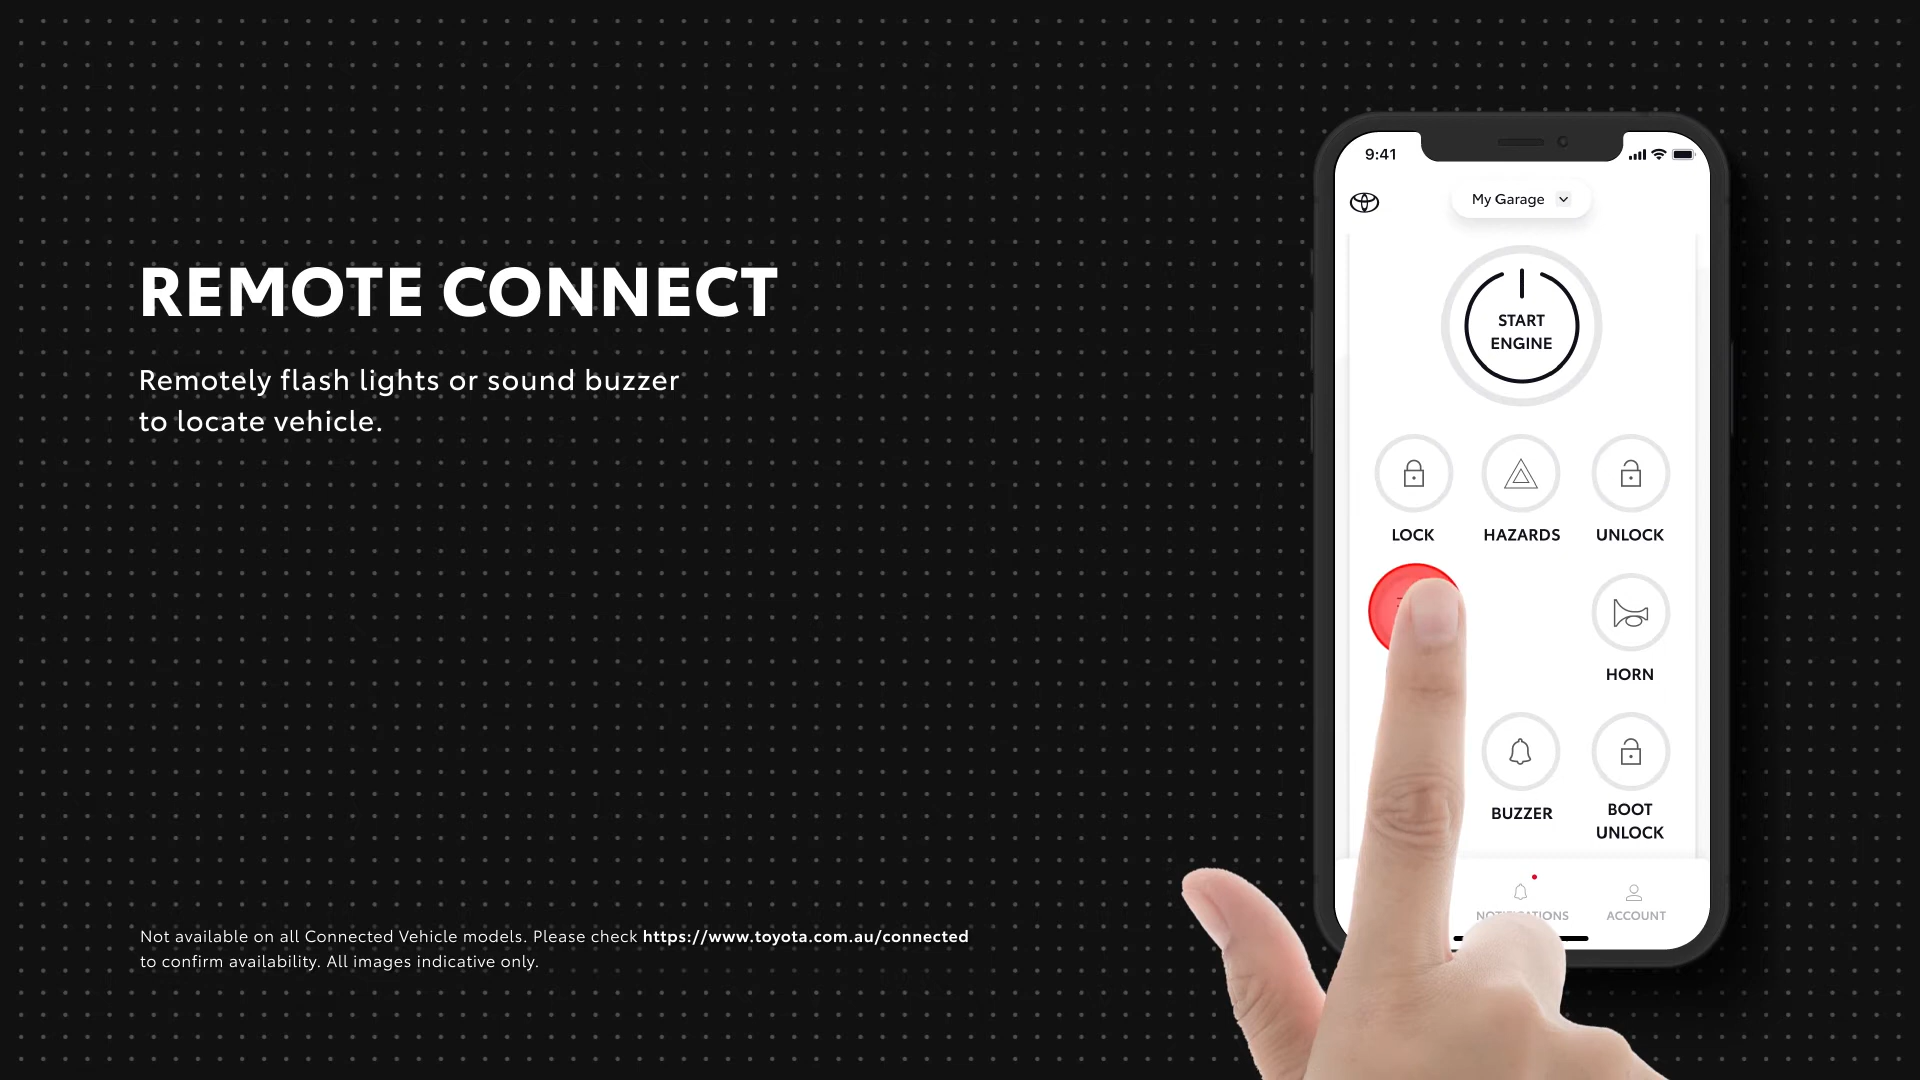 REMOTE CONNECT
Remotely flash lights or sound buzzer
to locate vehicle.
Not available on all Connected Vehicle models. Please check https://www.toyota.com.au/connected
to confirm availability. All images indicative only.
9:41
My Garage
START
ENGINE
LOCK
HAZARDS
UNLOCK
HORN
BUZZER
BOOT
UNLOCK
ACCOUNT